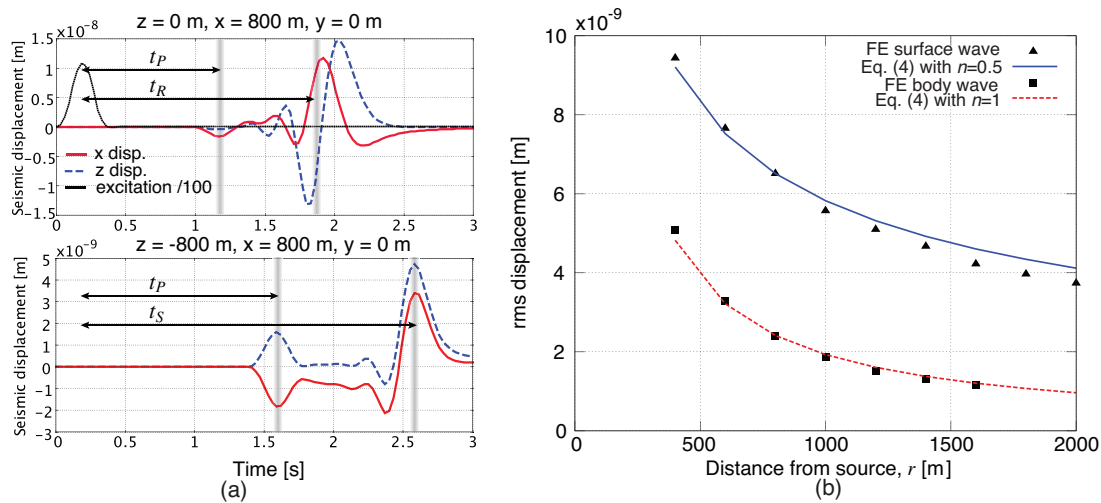 z = 0 m, x = 800 m, y = 0 m
×10⁻⁸
Seismic displacement [m]
1.5
1
0.5
0
-0.5
-1
-1.5
t_P
t_R
x disp.
z disp.
excitation /100
0 0.5 1 1.5 2 2.5 3
z = -800 m, x = 800 m, y = 0 m
×10⁻⁹
Seismic displacement [m]
5
4
3
2
1
0
-1
-2
-3
t_P
t_S
0 0.5 1 1.5 2 2.5 3
Time [s]
(a)
×10⁻⁹
10
8
6
4
2
0
rms displacement [m]
FE surface wave
Eq. (4) with n=0.5
FE body wave
Eq. (4) with n=1
0 500 1000 1500 2000
Distance from source, r [m]
(b)